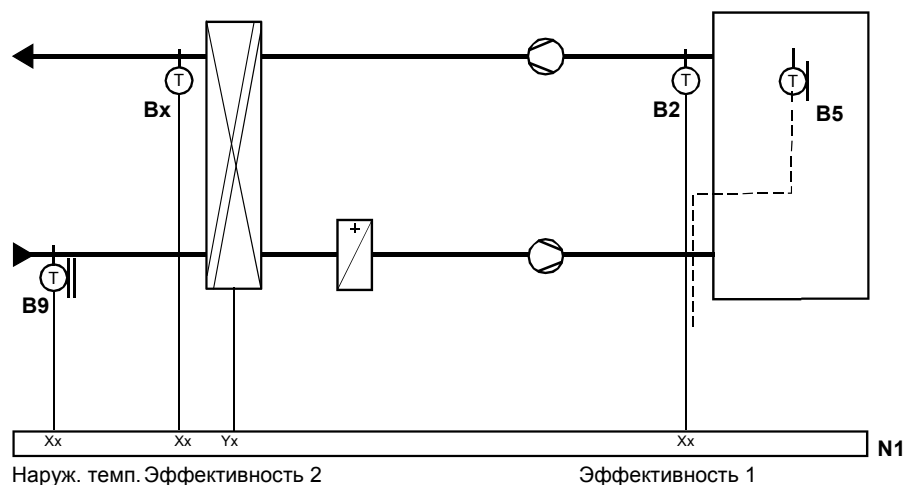 T
T
T
Bx
B2
B5
+
T
B9
Xx Xx Yx Xx
N1
Наруж. темп. Эффективность 2 Эффективность 1